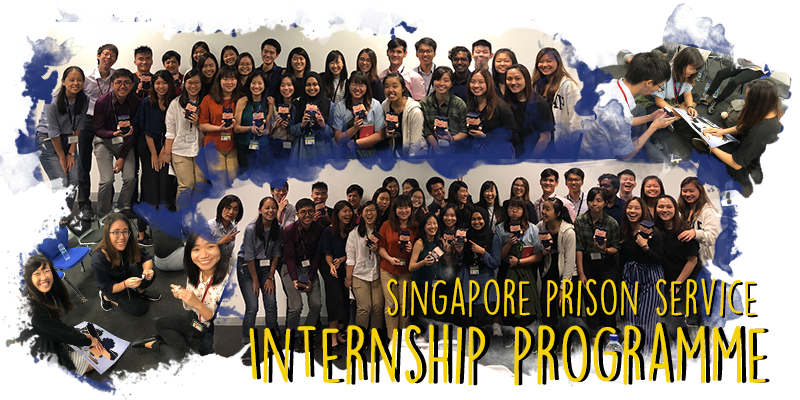 SINGAPORE PRISON SERVICE
INTERNSHIP PROGRAMME